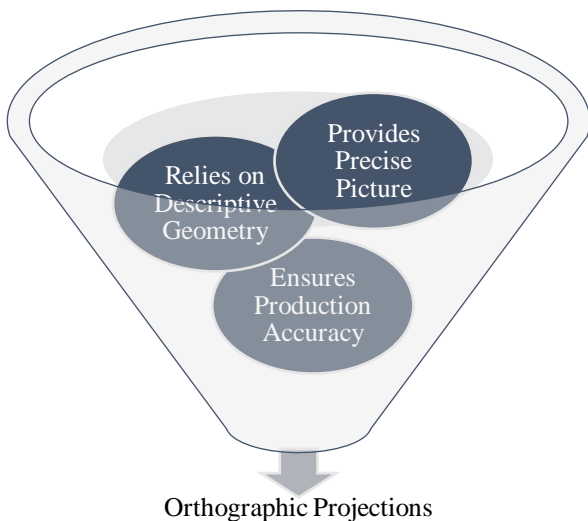 Provides
Precise
Picture
Relies on
Descriptive
Geometry
Ensures
Production
Accuracy
Orthographic Projections